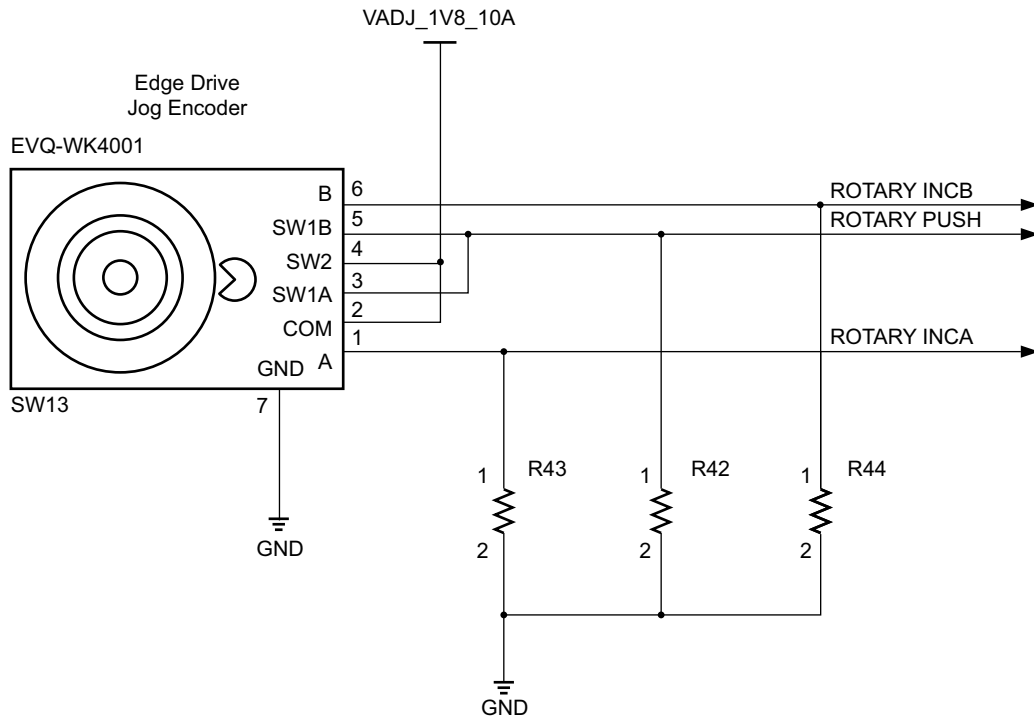 VADJ_1V8_10A
Edge Drive
Jog Encoder
EVQ-WK4001
B
6
ROTARY INCB
SW1B
5
ROTARY PUSH
SW2
4
SW1A
3
COM
2
A
1
ROTARY INCA
GND
7
SW13
GND
1
R43
2
1
R42
2
1
R44
2
GND